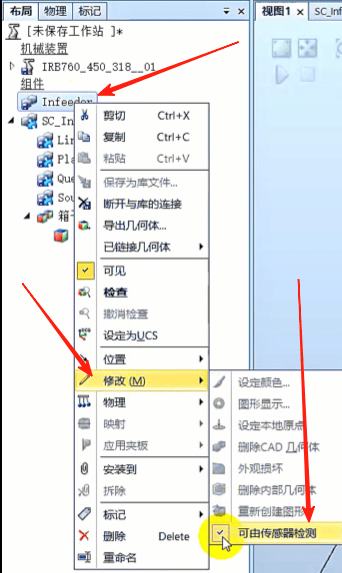 布局 物理 标记
视图1 SC_In
[未保存工作站 ]*
机械装置
IRB760_450_318__01
组件
Infeeder
SC_In
Lin
Pla
Que
Sou
箱子
剪切 Ctrl+X
复制 Ctrl+C
粘贴 Ctrl+V
保存为库文件...
断开与库的连接
导出几何体...
已链接几何体
可见
检查
撤消检查
设定为UCS
位置
修改 (M)
物理
映射
应用夹板
安装到
拆除
标记
删除 Delete
重命名
设定颜色...
图形显示...
设定本地原点
删除CAD 几何体
外观损坏
删除内部几何体
重新创建图形
可由传感器检测